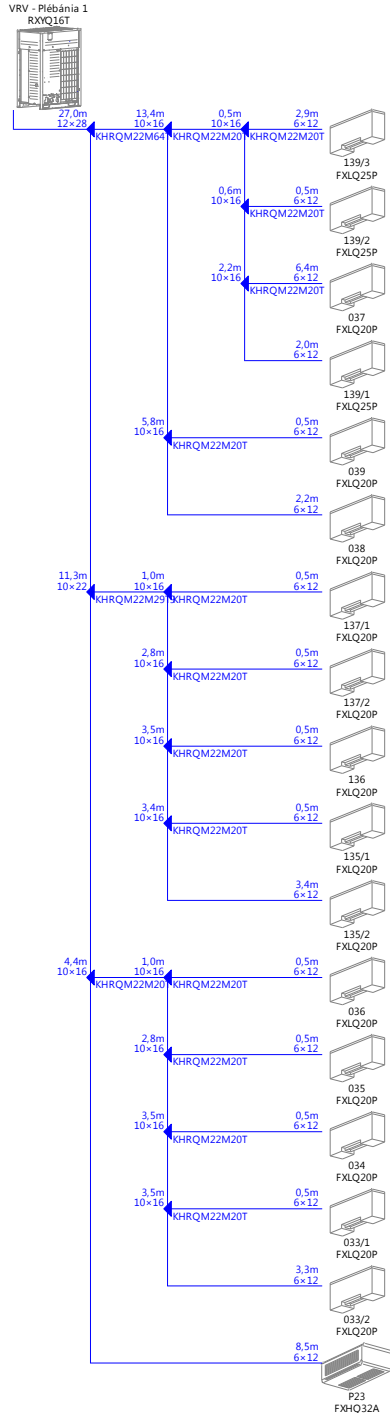 VRV - Plébánia 1
RXYQ16T
27,0m
12×28
KHRQM22M64
13,4m
10×16
KHRQM22M20
0,5m
10×16
KHRQM22M20T
2,9m
6×12
139/3
FXLQ25P
0,6m
10×16
KHRQM22M20T
0,5m
6×12
139/2
FXLQ25P
2,2m
10×16
KHRQM22M20T
6,4m
6×12
037
FXLQ20P
2,0m
6×12
139/1
FXLQ25P
5,8m
10×16
KHRQM22M20T
0,5m
6×12
039
FXLQ20P
2,2m
6×12
038
FXLQ20P
11,3m
10×22
KHRQM22M29T9
1,0m
10×16
KHRQM22M20T
0,5m
6×12
137/1
FXLQ20P
2,8m
10×16
KHRQM22M20T
0,5m
6×12
137/2
FXLQ20P
3,5m
10×16
KHRQM22M20T
0,5m
6×12
136
FXLQ20P
3,4m
10×16
KHRQM22M20T
0,5m
6×12
135/1
FXLQ20P
3,4m
6×12
135/2
FXLQ20P
4,4m
10×16
KHRQM22M20
1,0m
10×16
KHRQM22M20T
0,5m
6×12
036
FXLQ20P
2,8m
10×16
KHRQM22M20T
0,5m
6×12
035
FXLQ20P
3,5m
10×16
KHRQM22M20T
0,5m
6×12
034
FXLQ20P
3,5m
10×16
KHRQM22M20T
0,5m
6×12
033/1
FXLQ20P
3,3m
6×12
033/2
FXLQ20P
8,5m
6×12
P23
FXHQ32A